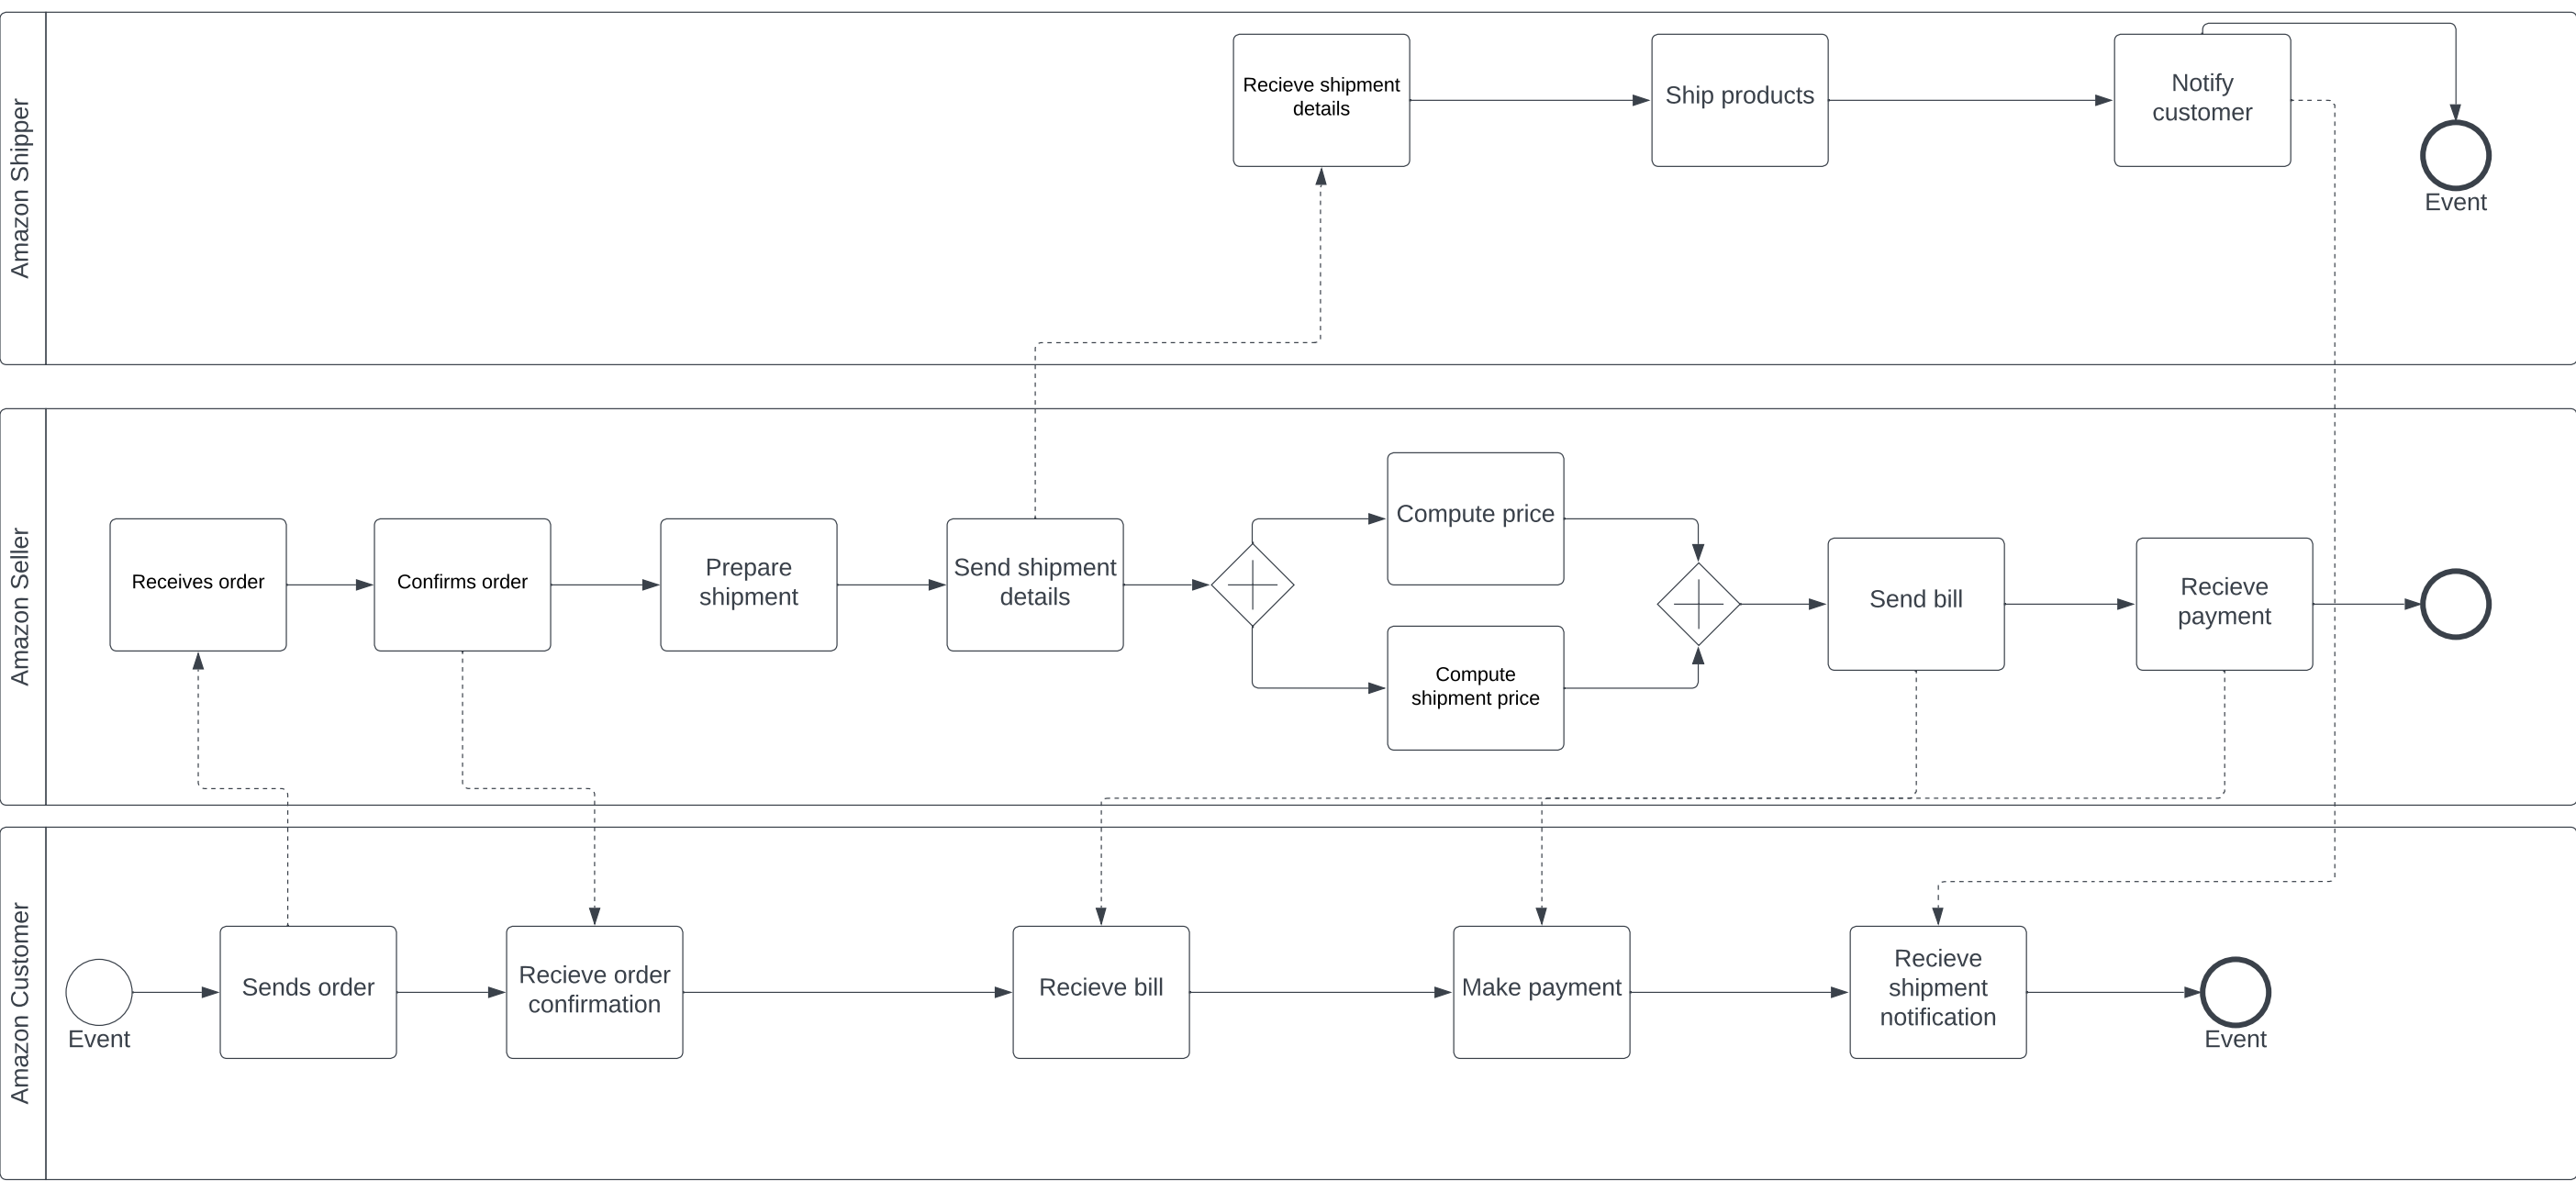 Amazon Shipper
Recieve shipment
details
Ship products
Notify
customer
Event
Amazon Seller
Receives order
Confirms order
Prepare
shipment
Send shipment
details
Compute price
Compute
shipment price
Send bill
Recieve
payment
Amazon Customer
Event
Sends order
Recieve order
confirmation
Recieve bill
Make payment
Recieve
shipment
notification
Event